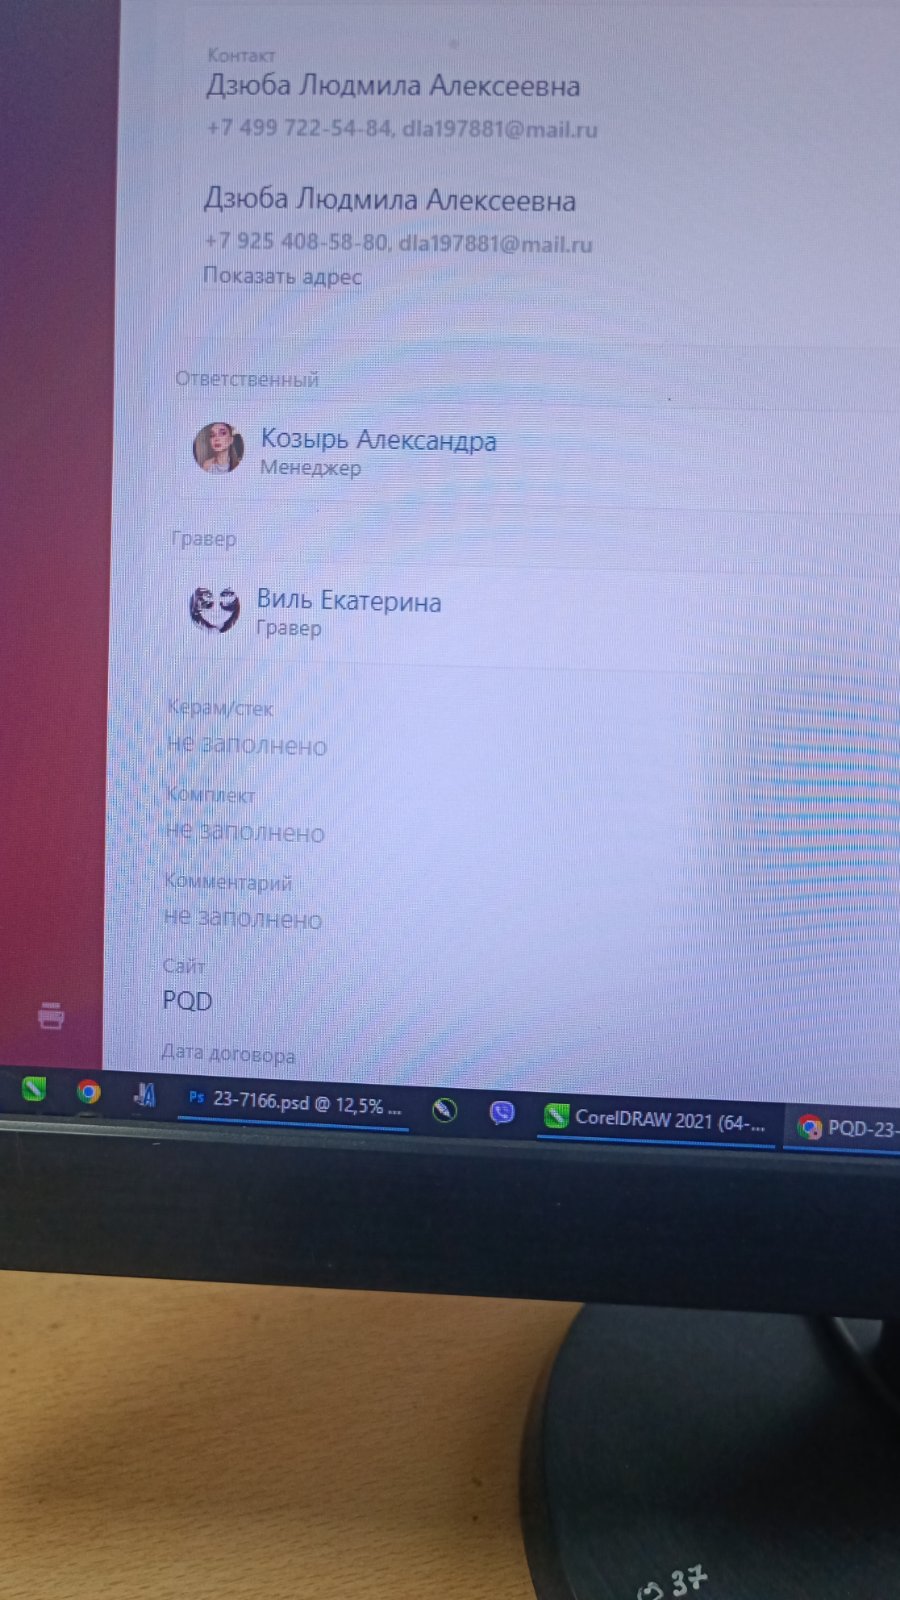 Контакт
Дзюба Людмила Алексеевна
+7 499 722-54-84, dla197881@mail.ru
Дзюба Людмила Алексеевна
+7 925 408-58-80, dla197881@mail.ru
Показать адрес
Ответственный
Козырь Александра
Менеджер
Гравер
Виль Екатерина
Гравер
Керам/стек
не заполнено
Комплект
не заполнено
Комментарий
не заполнено
Сайт
PQD
Дата договора
Ps 23-7166.psd @ 12,5% ... CorelDRAW 2021 (64-... PQD-23-
37